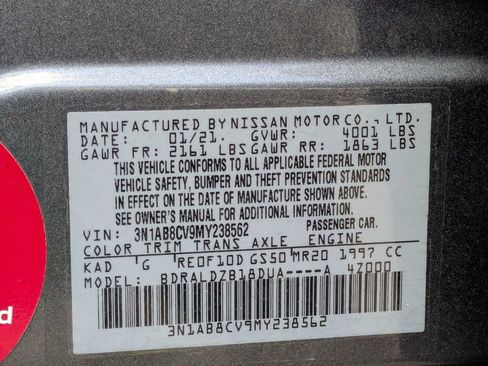 MANUFACTURED BY NISSAN MOTOR CO., LTD.
DATE: 01/21. GVWR: 4001 LBS
GAWR FR: 2161 LBS GAWR RR: 1863 LBS
THIS VEHICLE CONFORMS TO ALL APPLICABLE FEDERAL MOTOR
VEHICLE SAFETY, BUMPER AND THEFT PREVENTION STANDARDS
IN EFFECT ON THE DATE OF MANUFACTURE SHOWN ABOVE.
SEE OWNER'S MANUAL FOR ADDITIONAL INFORMATION.
VIN: 3N1AB8CV9MY238562 PASSENGER CAR.
COLOR TRIM TRANS AXLE ENGINE
KAD G RE0F10D GS50 MR20 1997 CC
MODEL: BDRALDZB18DUA----A 4Z000
3N1AB8CV9MY238562
d